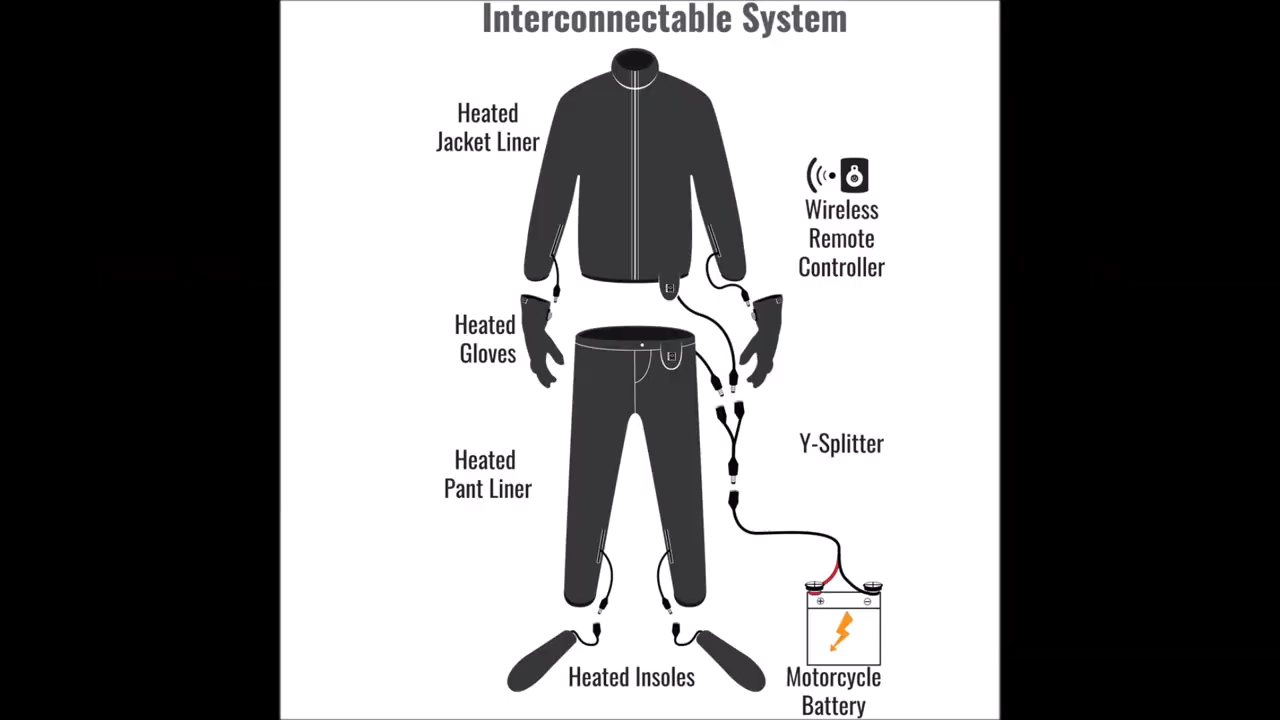 Interconnectable System
Heated
Jacket Liner
Wireless
Remote
Controller
Heated
Gloves
Y-Splitter
Heated
Pant Liner
Heated Insoles
Motorcycle
Battery